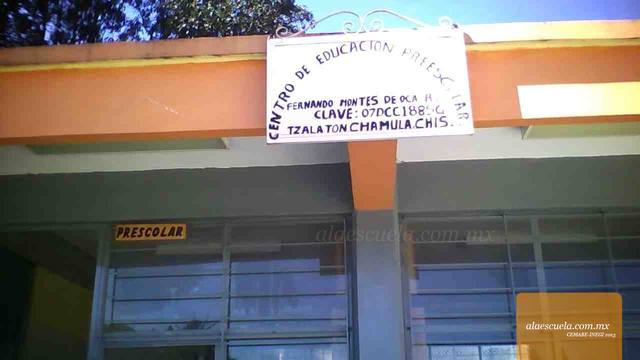 CENTRO DE EDUCACION PREESCOLAR
FERNANDO MONTES DE OCA
CLAVE: 07DCC1885G
TZALATON CHAMULA, CHIS.
PRESCOLAR
alaescuela.com.mx
alaescuela.com.mx
CEMABE-INEGI 2013